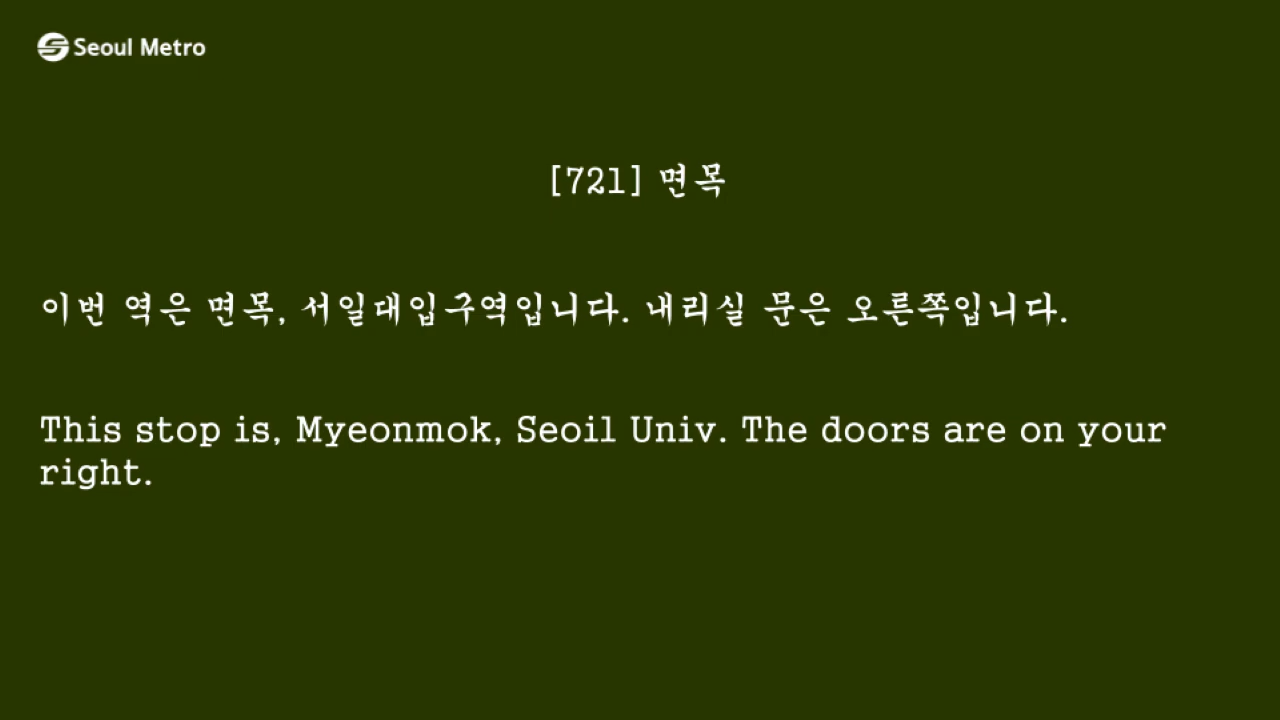 Seoul Metro
[721] 면목
이번 역은 면목, 서일대입구역입니다. 내리실 문은 오른쪽입니다.
This stop is, Myeonmok, Seoil Univ. The doors are on your
right.